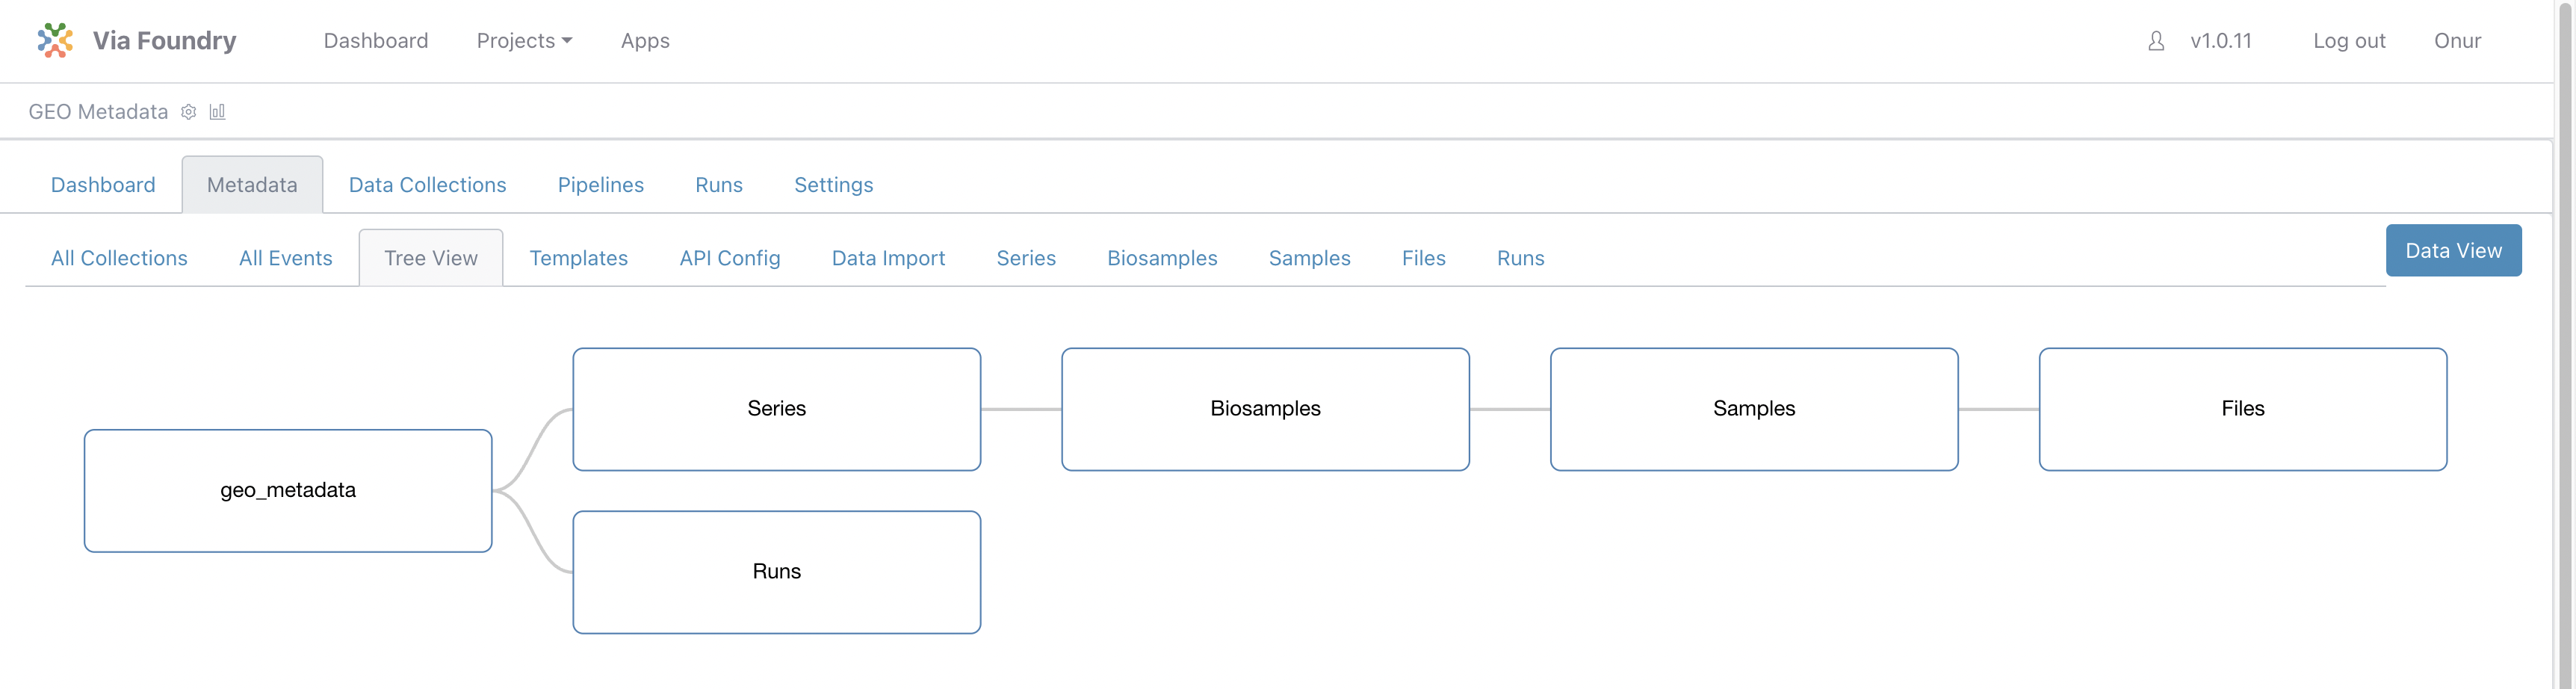 Via Foundry Dashboard Projects Apps v1.0.11 Log out Onur
GEO Metadata
Dashboard Metadata Data Collections Pipelines Runs Settings
All Collections All Events Tree View Templates API Config Data Import Series Biosamples Samples Files Runs Data View
Series Biosamples Samples Files
geo_metadata
Runs